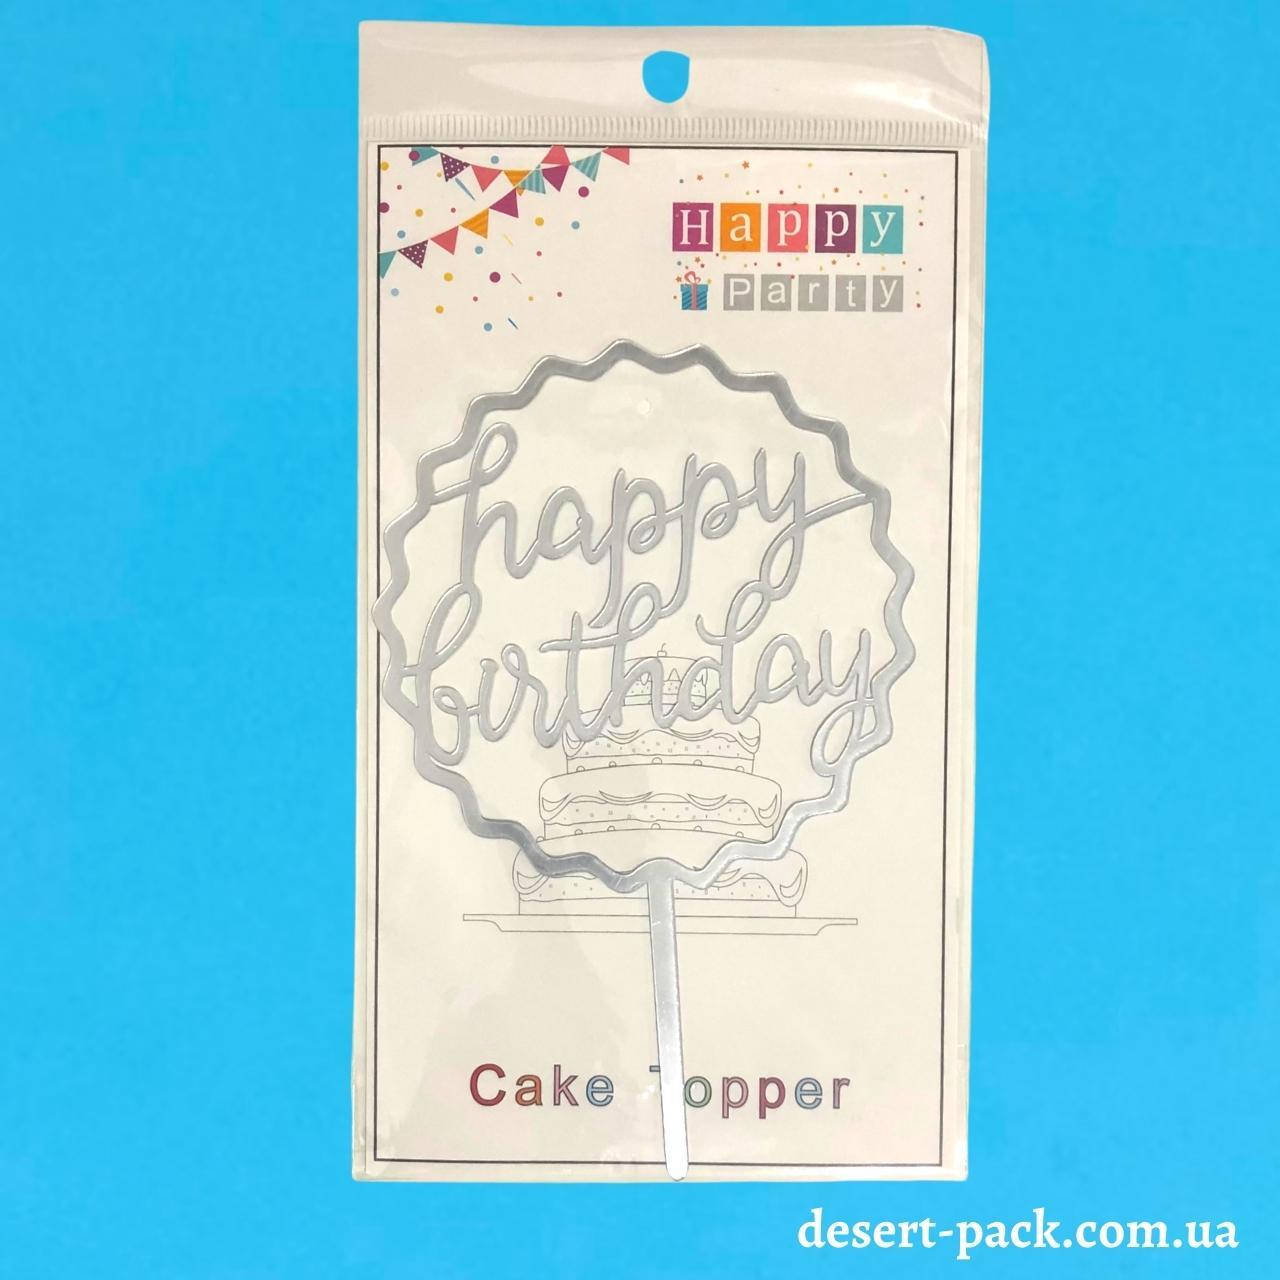 Happy
Party
happy
birthday
Cake Topper
desert-pack.com.ua